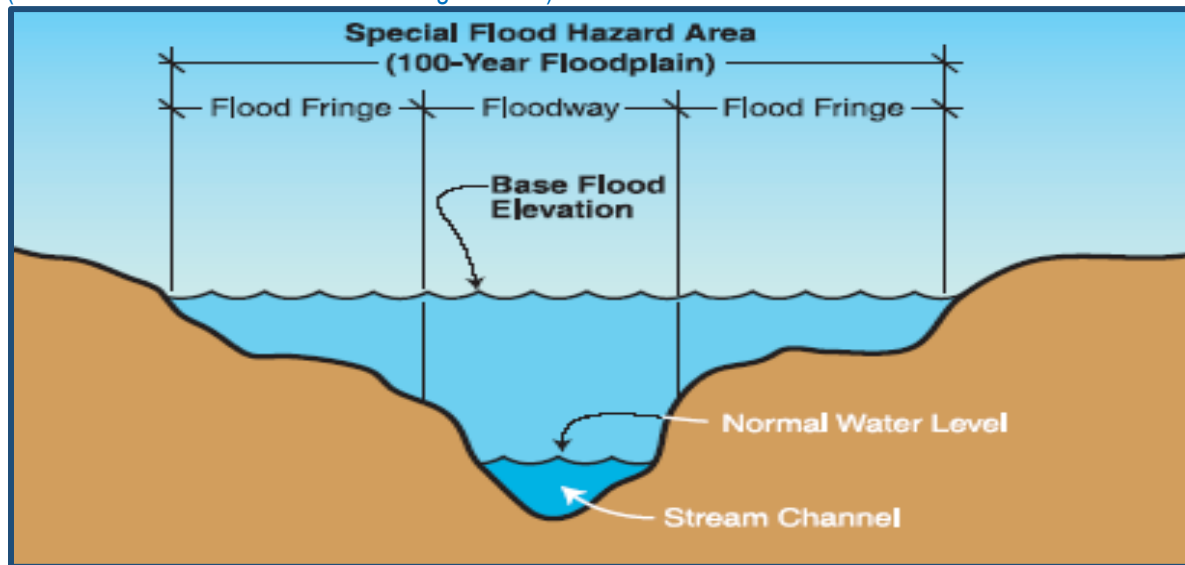 Special Flood Hazard Area
(100-Year Floodplain)
Flood Fringe
Floodway
Flood Fringe
Base Flood
Elevation
Normal Water Level
Stream Channel